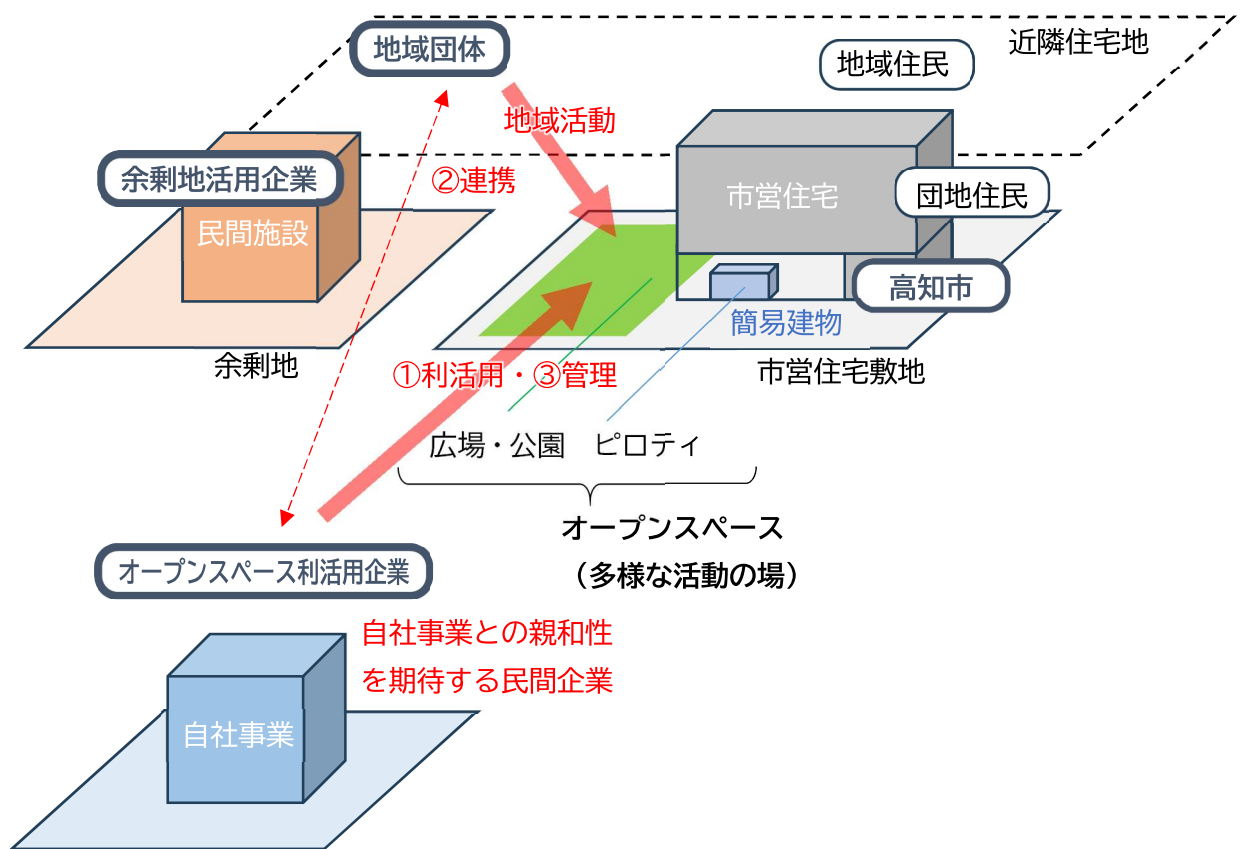 近隣住宅地
地域団体
地域住民
地域活動
余剰地活用企業
②連携
市営住宅
団地住民
民間施設
高知市
簡易建物
余剰地
①利活用・③管理
市営住宅敷地
広場・公園
ピロティ
オープンスペース
（多様な活動の場）
オープンスペース利活用企業
自社事業との親和性
を期待する民間企業
自社事業